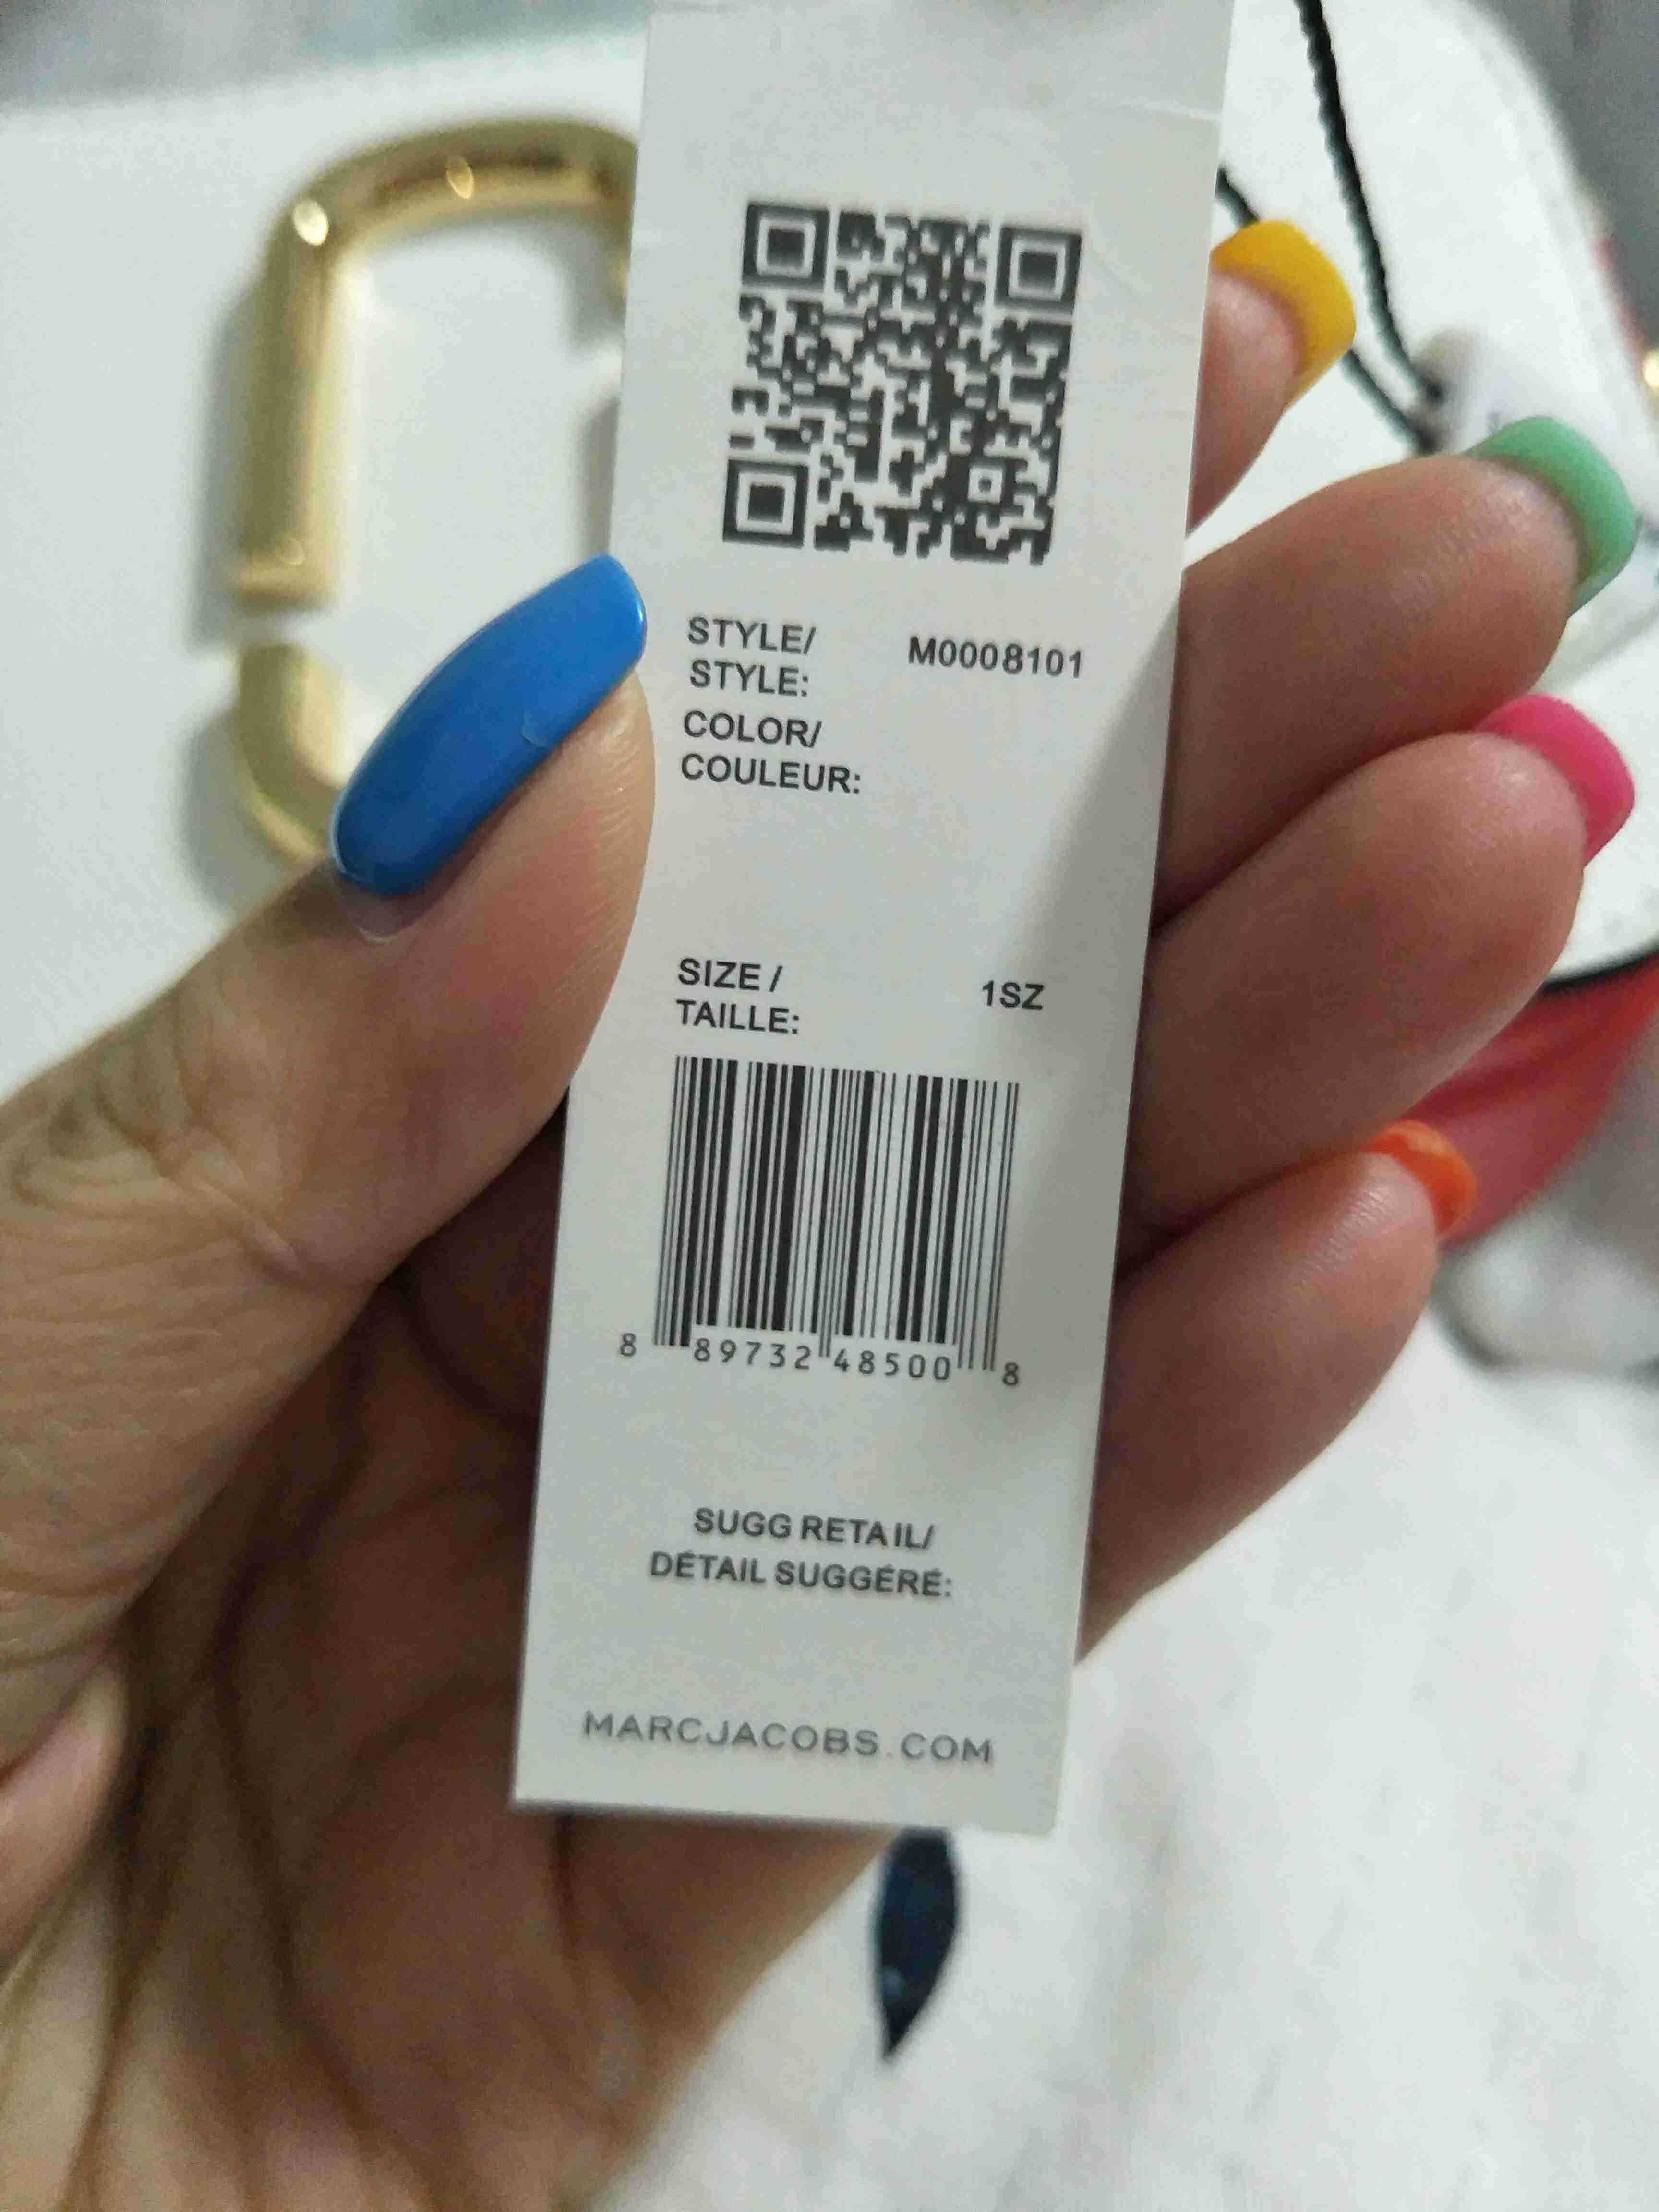 STYLE/ M0008101
STYLE:
COLOR/
COULEUR:
SIZE / 1SZ
TAILLE:
8 89732 48500 8
SUGG RETAIL/
DÉTAIL SUGGÉRÉ:
MARCJACOBS.COM